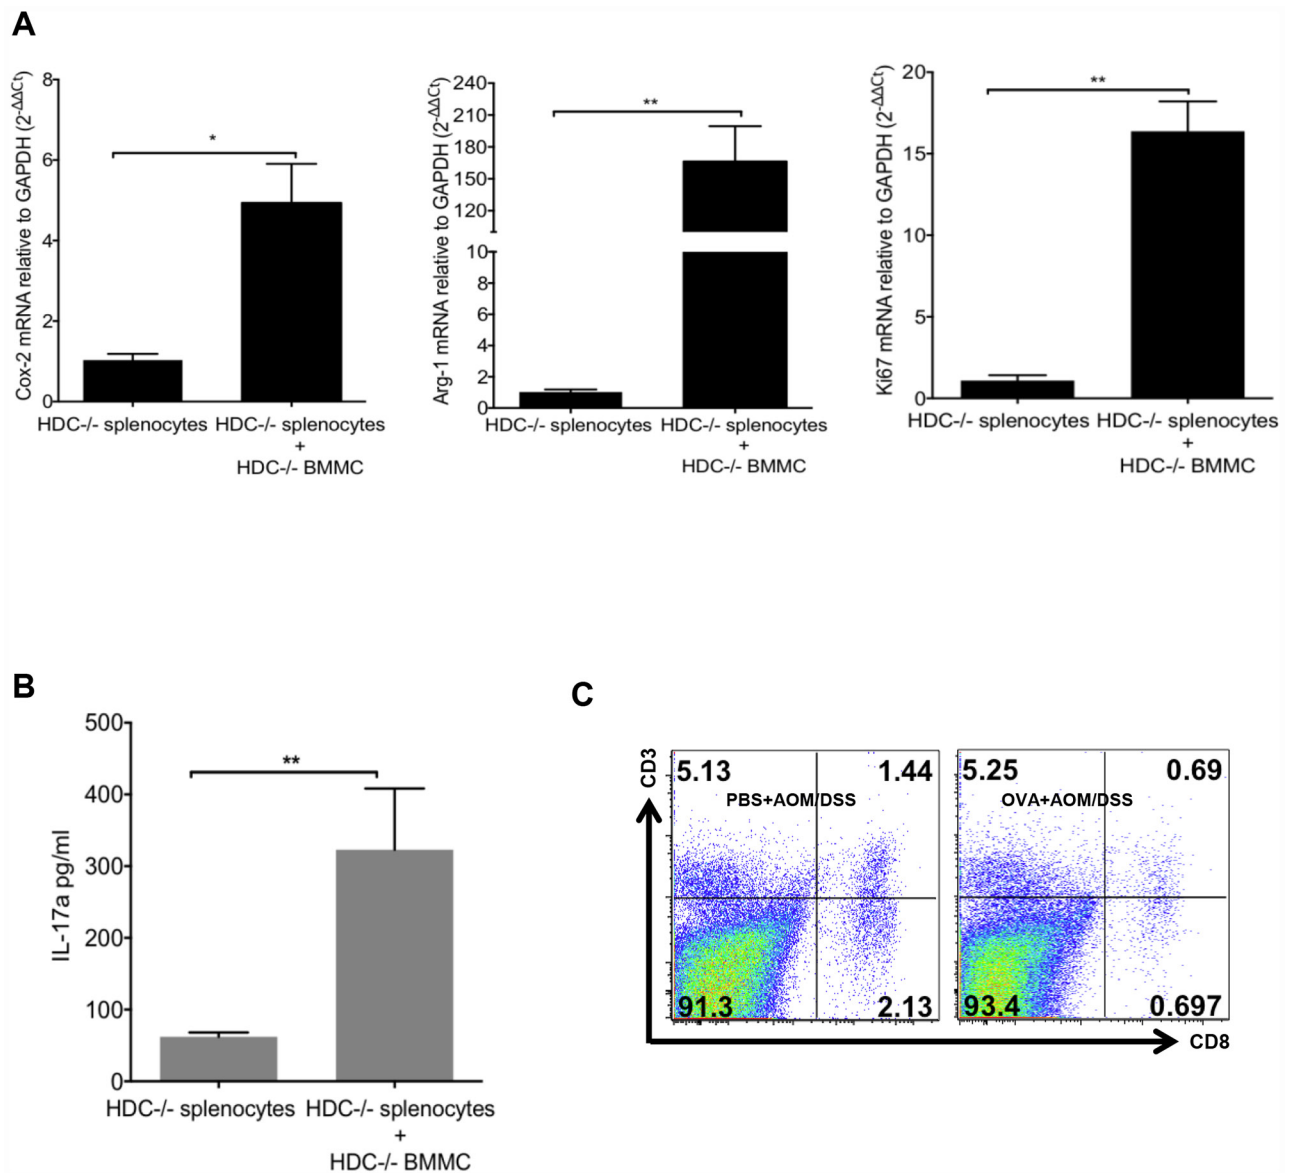 A
Cox-2 mRNA relative to GAPDH (2-ΔΔCt)
8
6
4
2
0
*
HDC-/- splenocytes
HDC-/- splenocytes
+
HDC-/- BMMC
Arg-1 mRNA relative to GAPDH (2-ΔΔCt)
240
210
180
150
120
10
8
6
4
2
0
**
HDC-/- splenocytes
HDC-/- splenocytes
+
HDC-/- BMMC
Ki67 mRNA relative to GAPDH (2-ΔΔCt)
20
15
10
5
0
**
HDC-/- splenocytes
HDC-/- splenocytes
+
HDC-/- BMMC
B
IL-17a pg/ml
500
400
300
200
100
0
**
HDC-/- splenocytes
HDC-/- splenocytes
+
HDC-/- BMMC
C
CD3
5.13
1.44
PBS+AOM/DSS
91.3
2.13
5.25
0.69
OVA+AOM/DSS
93.4
0.697
CD8